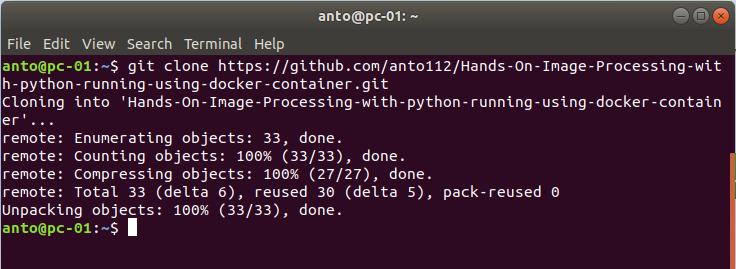 anto@pc-01: ~
File Edit View Search Terminal Help
anto@pc-01:~$ git clone https://github.com/anto112/Hands-On-Image-Processing-wit
h-python-running-using-docker-container.git
Cloning into 'Hands-On-Image-Processing-with-python-running-using-docker-contain
er'...
remote: Enumerating objects: 33, done.
remote: Counting objects: 100% (33/33), done.
remote: Compressing objects: 100% (27/27), done.
remote: Total 33 (delta 6), reused 30 (delta 5), pack-reused 0
Unpacking objects: 100% (33/33), done.
anto@pc-01:~$